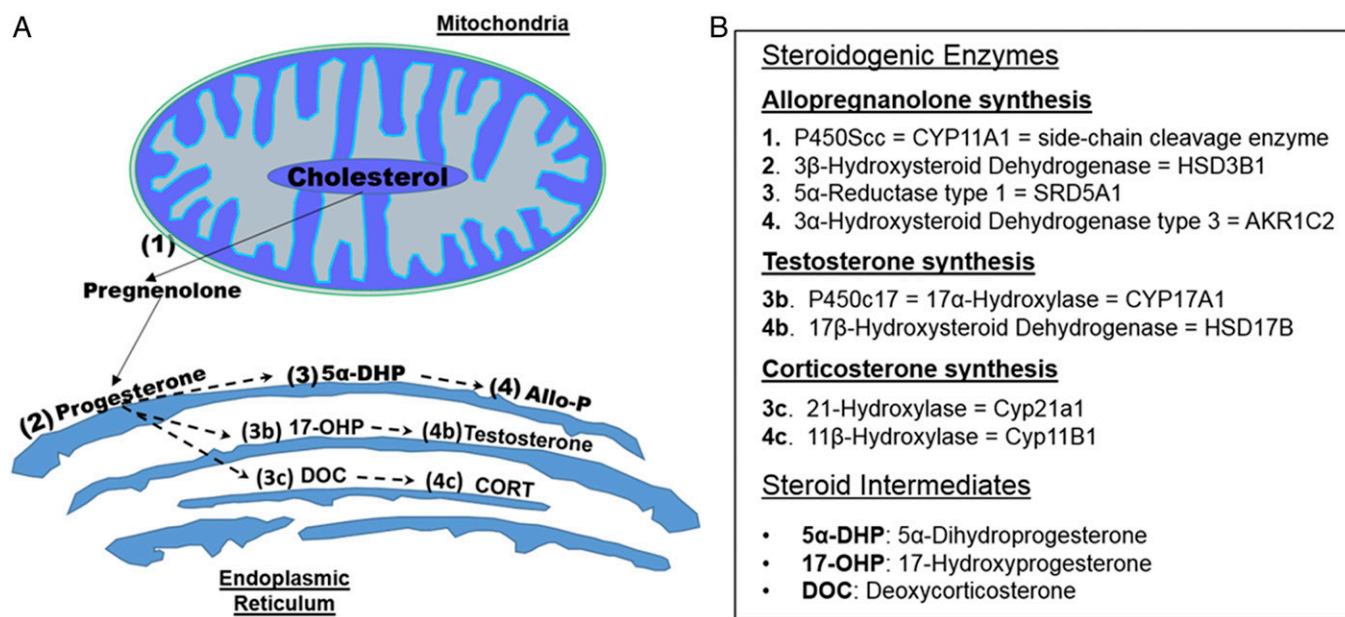 A
Mitochondria
Cholesterol
(1)
Pregnenolone
(2) Progesterone
(3) 5α-DHP
(4) Allo-P
(3b) 17-OHP
(4b) Testosterone
(3c) DOC
(4c) CORT
Endoplasmic
Reticulum
B
Steroidogenic Enzymes
Allopregnanolone synthesis
1. P450Scc = CYP11A1 = side-chain cleavage enzyme
2. 3β-Hydroxysteroid Dehydrogenase = HSD3B1
3. 5α-Reductase type 1 = SRD5A1
4. 3α-Hydroxysteroid Dehydrogenase type 3 = AKR1C2
Testosterone synthesis
3b. P450c17 = 17α-Hydroxylase = CYP17A1
4b. 17β-Hydroxysteroid Dehydrogenase = HSD17B
Corticosterone synthesis
3c. 21-Hydroxylase = Cyp21a1
4c. 11β-Hydroxylase = Cyp11B1
Steroid Intermediates
• 5α-DHP: 5α-Dihydroprogesterone
• 17-OHP: 17-Hydroxyprogesterone
• DOC: Deoxycorticosterone